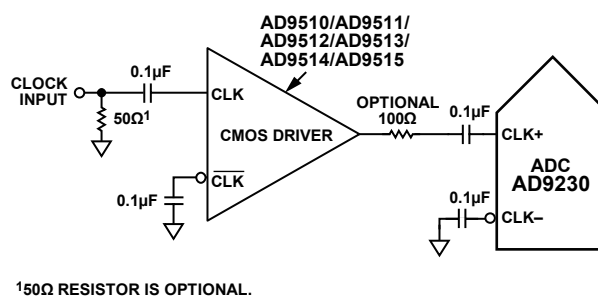 AD9510/AD9511/
AD9512/AD9513/
AD9514/AD9515
CLOCK
INPUT
0.1µF
50Ω¹
CLK
CMOS DRIVER
CLK
0.1µF
OPTIONAL
100Ω
0.1µF
CLK+
ADC
AD9230
0.1µF
CLK–
¹50Ω RESISTOR IS OPTIONAL.